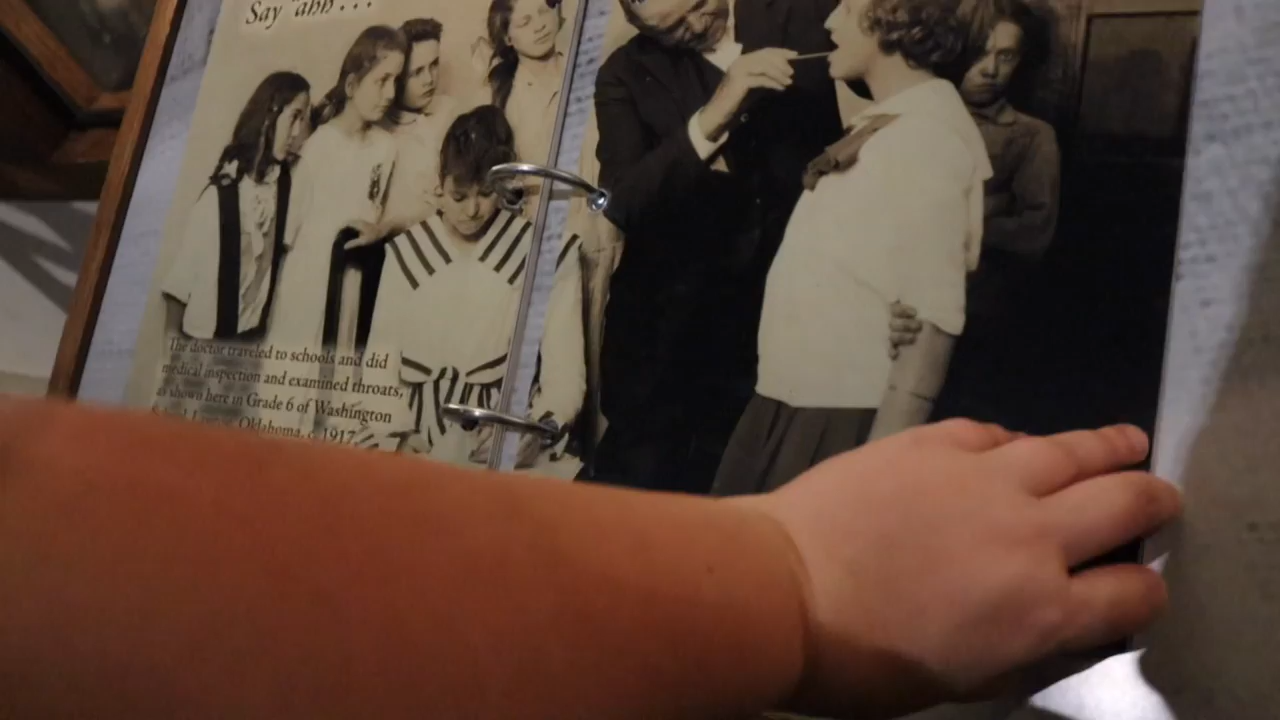 Say "ahh . . ."
The doctor traveled to schools and did
medical inspection and examined throats,
as shown here in Grade 6 of Washington
Oklahoma, c. 1917